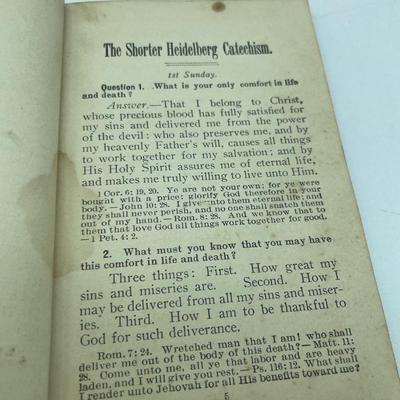 The Shorter Heidelberg Catechism.
1st Sunday.
Question 1. What is your only comfort in life
and death?
Answer.—That I belong to Christ,
whose precious blood has fully satisfied for
my sins and delivered me from the power
of the devil: who also preserves me, and by
my heavenly Father's will, causes all things
to work together for my salvation; and by
His Holy Spirit assures me of eternal life,
and makes me truly willing to live unto Him.
1 Cor. 6: 19, 20. Ye are not your own; for ye were
bought with a price: glorify God therefore in your
body.—John 10: 28. I give unto them eternal life; and
they shall never perish, and no one shall snatch them
out of my hand.—Rom. 8: 28. And we know that to
them that love God all things work together for good.
—1 Pet. 4: 2.
2. What must you know that you may have
this comfort in life and death?
Three things: First. How great my
sins and miseries are. Second. How I
may be delivered from all my sins and miser-
ies. Third. How I am to be thankful to
God for such deliverance.
Rom. 7: 24. Wretched man that I am! who shall
deliver me out of the body of this death?—Matt. 11:
28. Come unto me, all ye that labor and are heavy
laden, and I will give you rest.—Ps. 116: 12. What shall
I render unto Jehovah for all His benefits toward me?
5